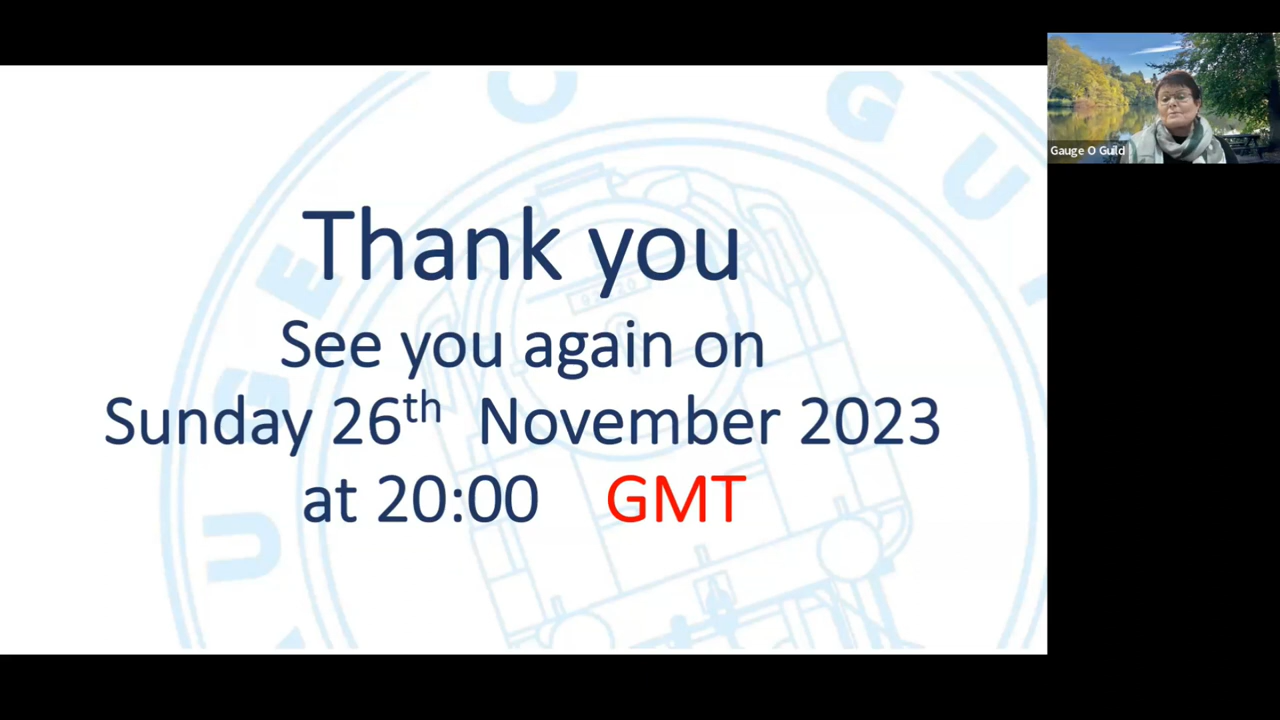 Thank you
See you again on
Sunday 26th November 2023
at 20:00 GMT
Gauge O Guild